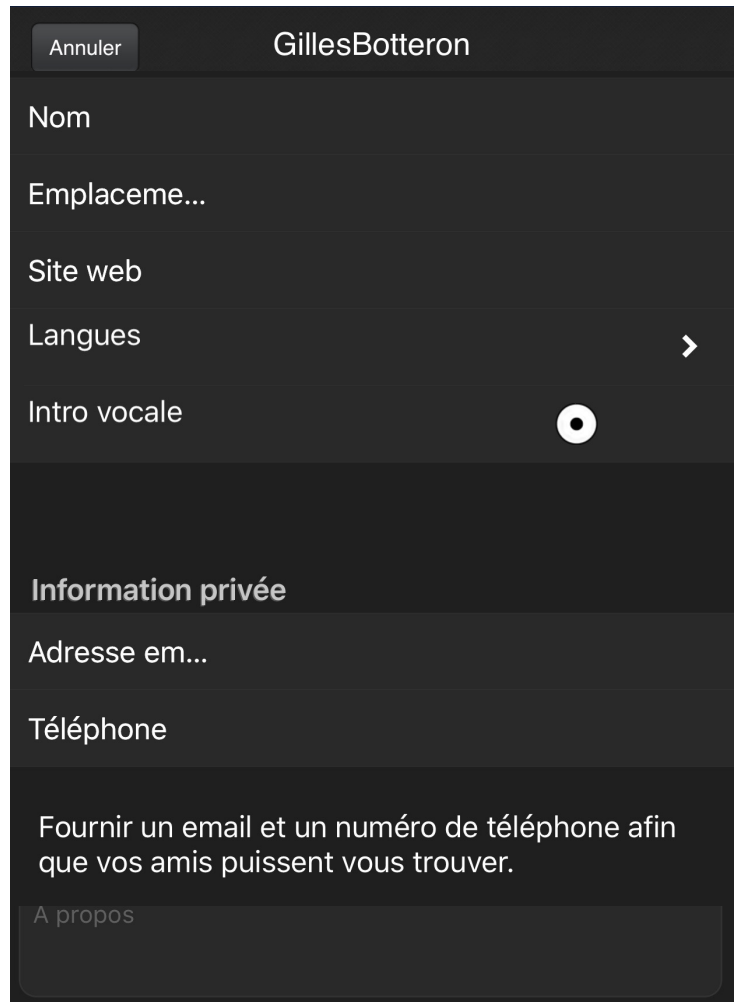 Annuler
GillesBotteron
Nom
Emplaceme...
Site web
Langues
Intro vocale
Information privée
Adresse em...
Téléphone
Fournir un email et un numéro de téléphone afin
que vos amis puissent vous trouver.
A propos